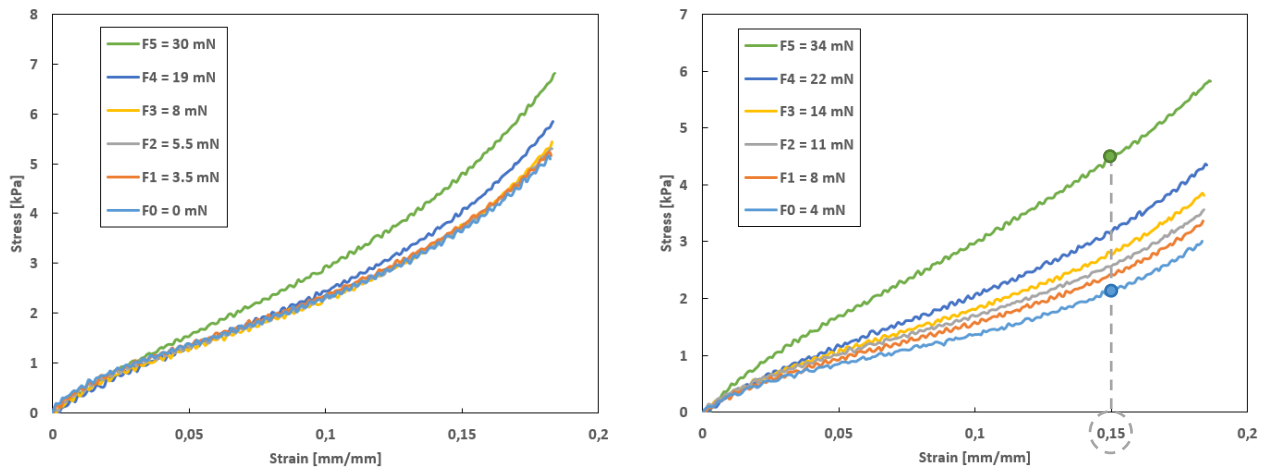 8
7
6
5
4
3
2
1
0
Stress [kPa]
F5 = 30 mN
F4 = 19 mN
F3 = 8 mN
F2 = 5.5 mN
F1 = 3.5 mN
F0 = 0 mN
0
0,05
0,1
0,15
0,2
Strain [mm/mm]
7
6
5
4
3
2
1
0
Stress [kPa]
F5 = 34 mN
F4 = 22 mN
F3 = 14 mN
F2 = 11 mN
F1 = 8 mN
F0 = 4 mN
0
0,05
0,1
0,15
0,2
Strain [mm/mm]